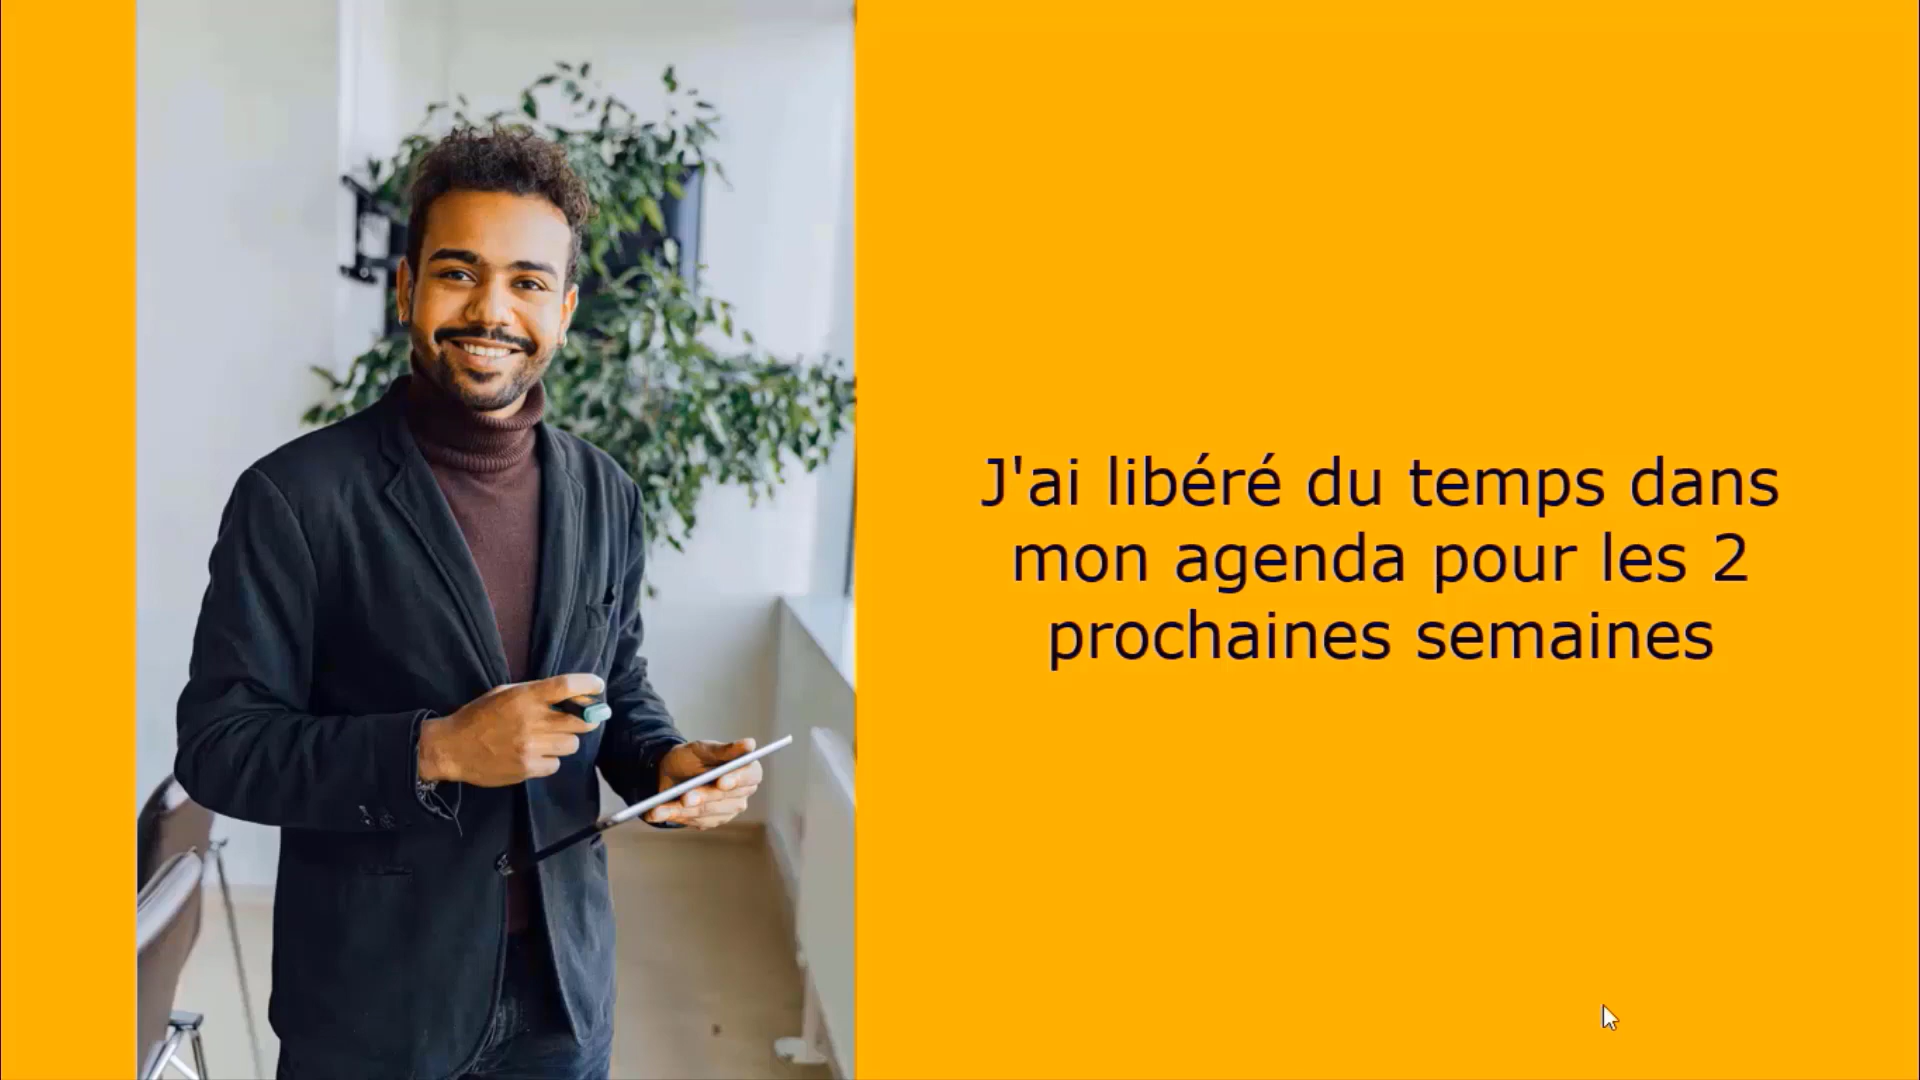 J'ai libéré du temps dans
mon agenda pour les 2
prochaines semaines